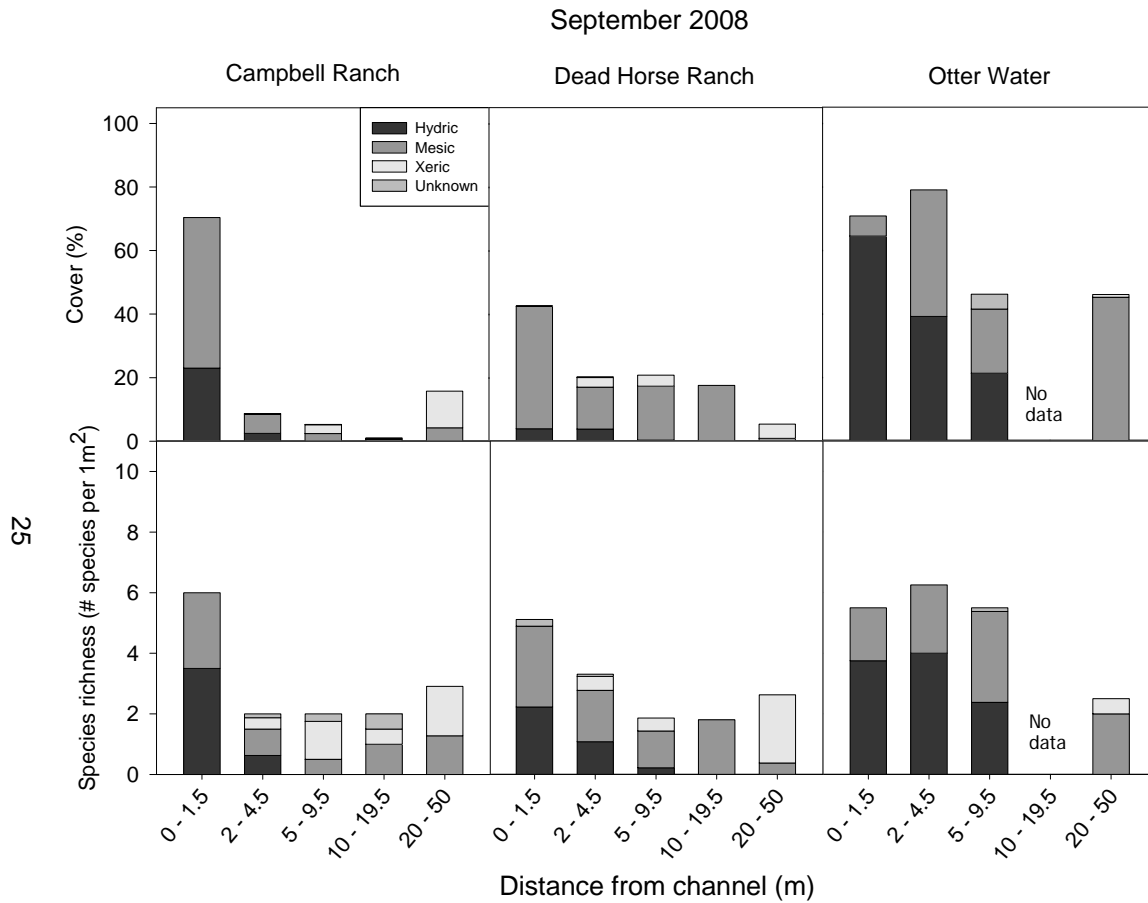 September 2008
Campbell Ranch
Dead Horse Ranch
Otter Water
Hydric
Mesic
Xeric
Unknown
Cover (%)
100
80
60
40
20
0
No
data
Species richness (# species per 1m²)
10
8
6
4
2
0
No
data
0 - 1.5
2 - 4.5
5 - 9.5
10 - 19.5
20 - 50
0 - 1.5
2 - 4.5
5 - 9.5
10 - 19.5
20 - 50
0 - 1.5
2 - 4.5
5 - 9.5
10 - 19.5
20 - 50
Distance from channel (m)
25